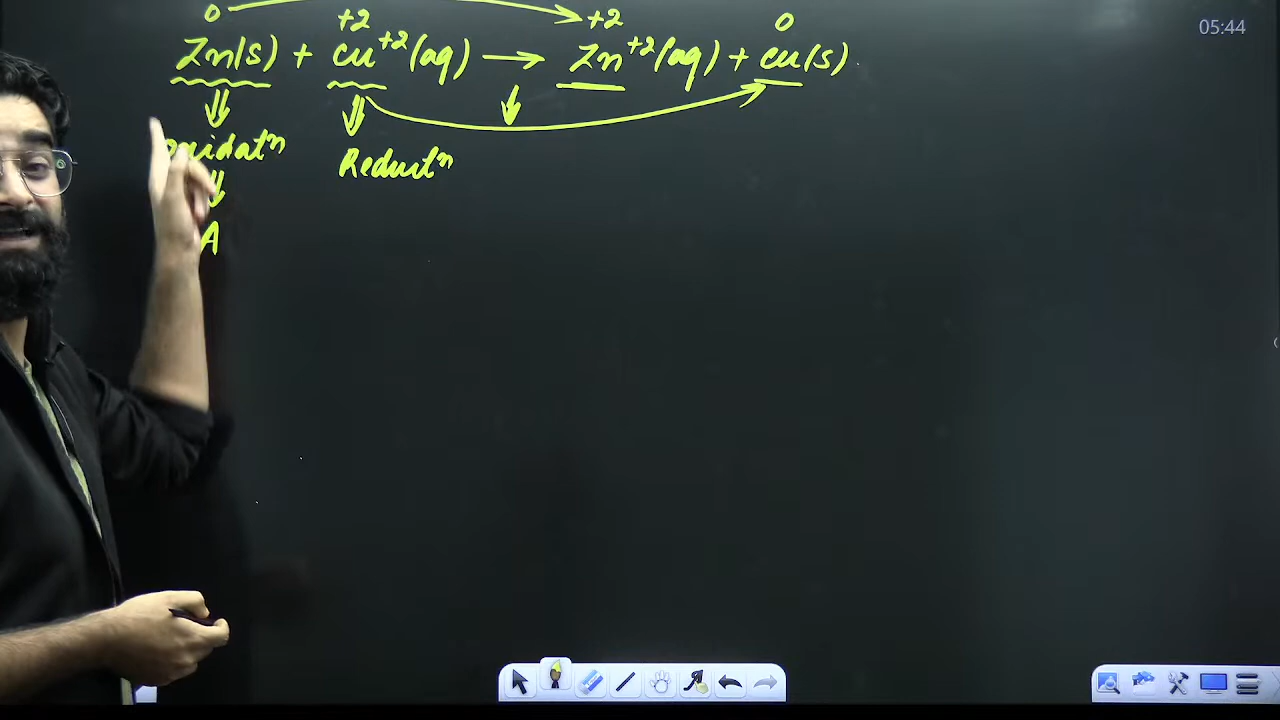 05:44
0 +2 +2 0
Zn(s) + Cu+2(aq) → Zn+2(aq) + Cu(s)
Reductn
A